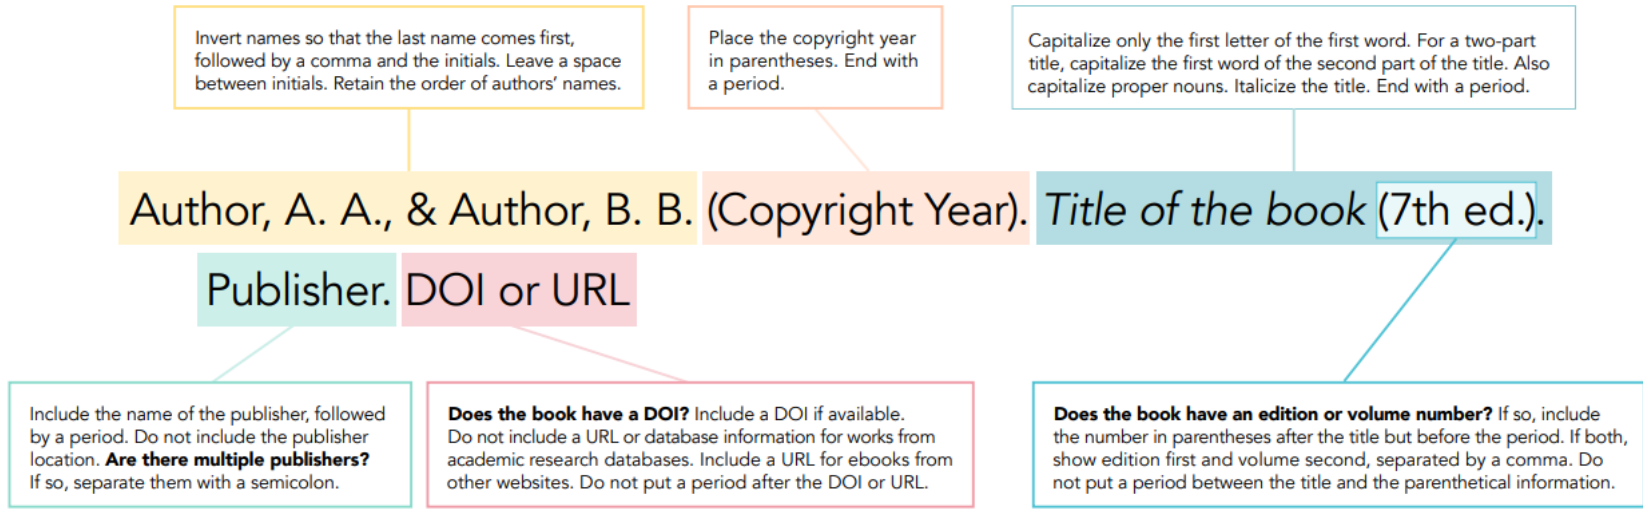 Invert names so that the last name comes first,
followed by a comma and the initials. Leave a space
between initials. Retain the order of authors’ names.
Place the copyright year
in parentheses. End with
a period.
Capitalize only the first letter of the first word. For a two-part
title, capitalize the first word of the second part of the title. Also
capitalize proper nouns. Italicize the title. End with a period.
Author, A. A., & Author, B. B. (Copyright Year). Title of the book (7th ed.).
Publisher. DOI or URL
Include the name of the publisher, followed
by a period. Do not include the publisher
location. Are there multiple publishers?
If so, separate them with a semicolon.
Does the book have a DOI? Include a DOI if available.
Do not include a URL or database information for works from
academic research databases. Include a URL for ebooks from
other websites. Do not put a period after the DOI or URL.
Does the book have an edition or volume number? If so, include
the number in parentheses after the title but before the period. If both,
show edition first and volume second, separated by a comma. Do
not put a period between the title and the parenthetical information.